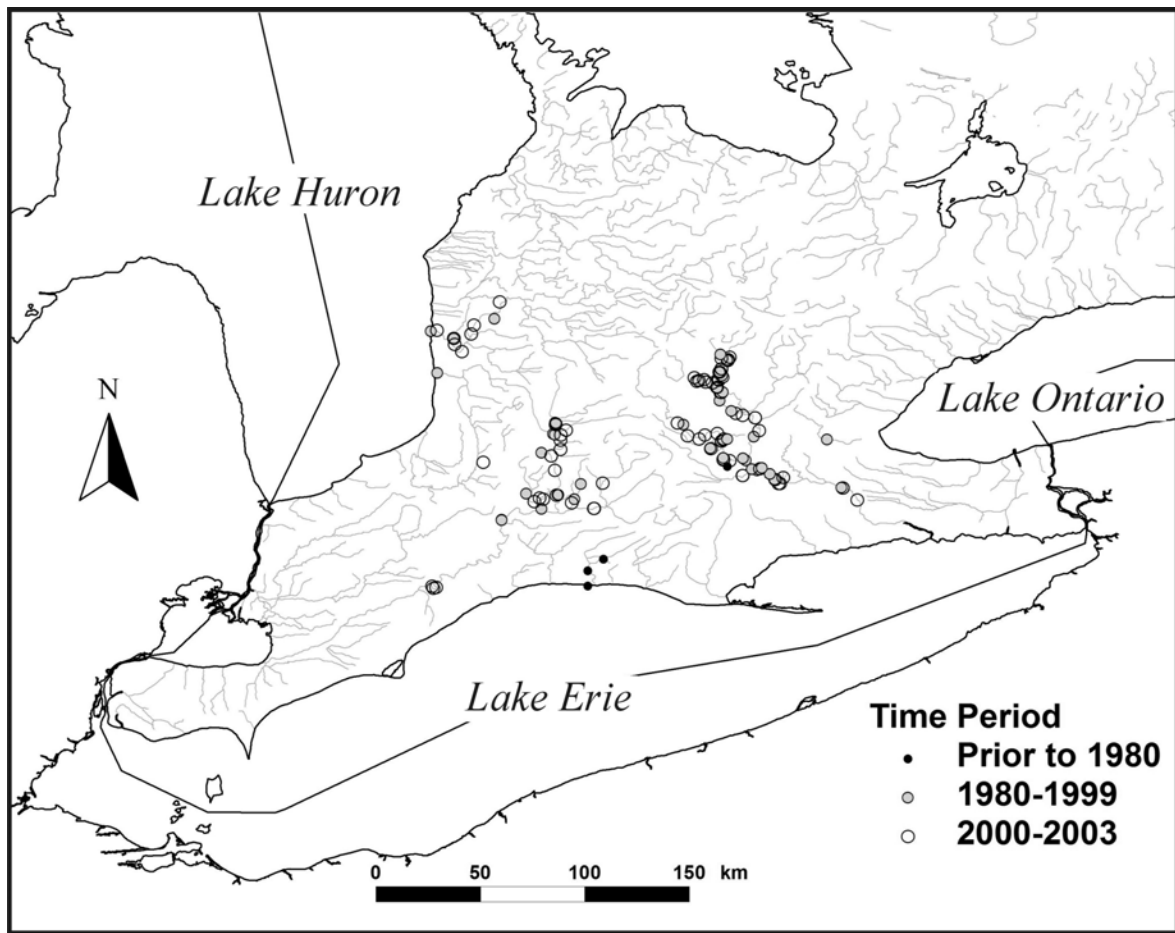 Lake Huron
N
Lake Ontario
Lake Erie
Time Period
Prior to 1980
1980-1999
2000-2003
0 50 100 150 km